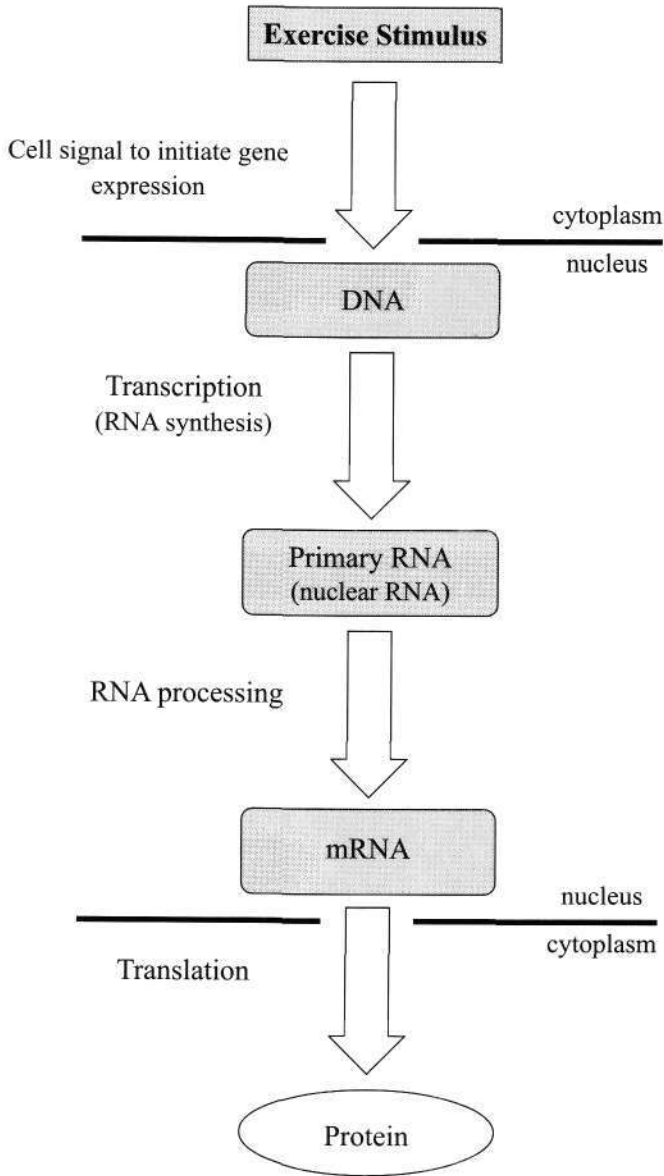 Exercise Stimulus
Cell signal to initiate gene
expression
cytoplasm
nucleus
DNA
Transcription
(RNA synthesis)
Primary RNA
(nuclear RNA)
RNA processing
mRNA
nucleus
cytoplasm
Translation
Protein